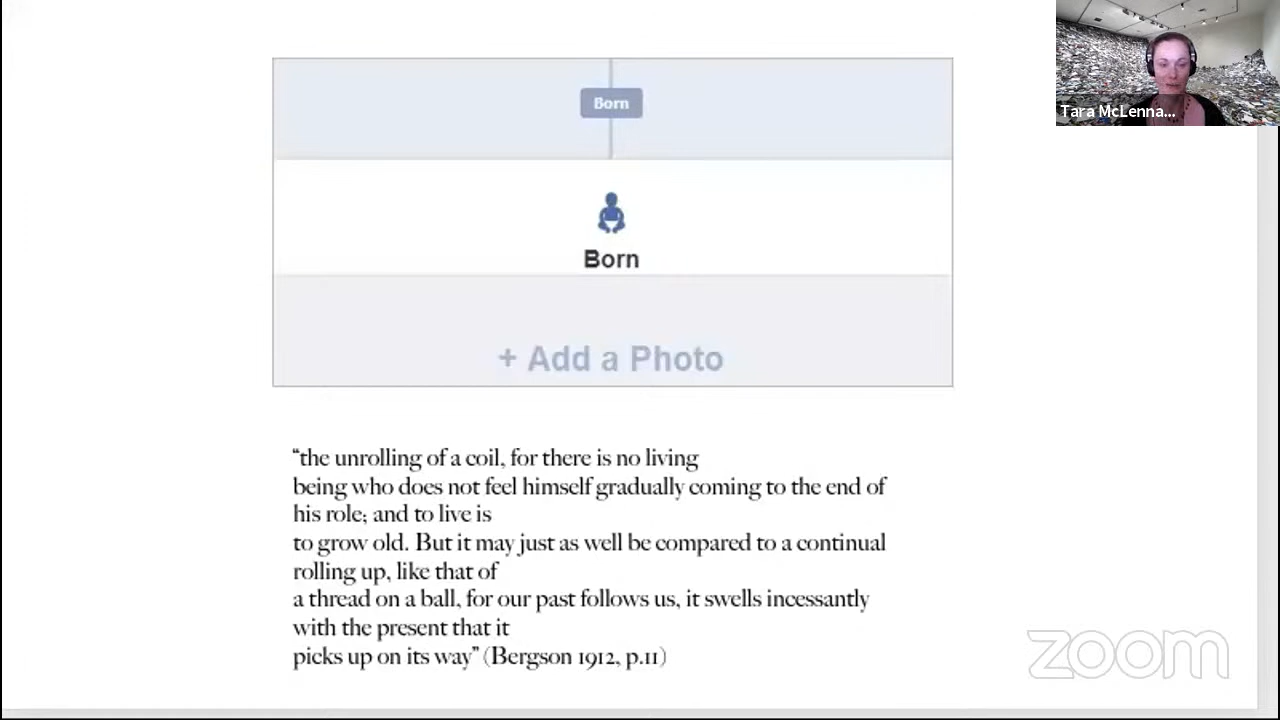 Born
Tara McLenna...
Born
+ Add a Photo
“the unrolling of a coil, for there is no living
being who does not feel himself gradually coming to the end of
his role; and to live is
to grow old. But it may just as well be compared to a continual
rolling up, like that of
a thread on a ball, for our past follows us, it swells incessantly
with the present that it
picks up on its way” (Bergson 1912, p.11)
zoom